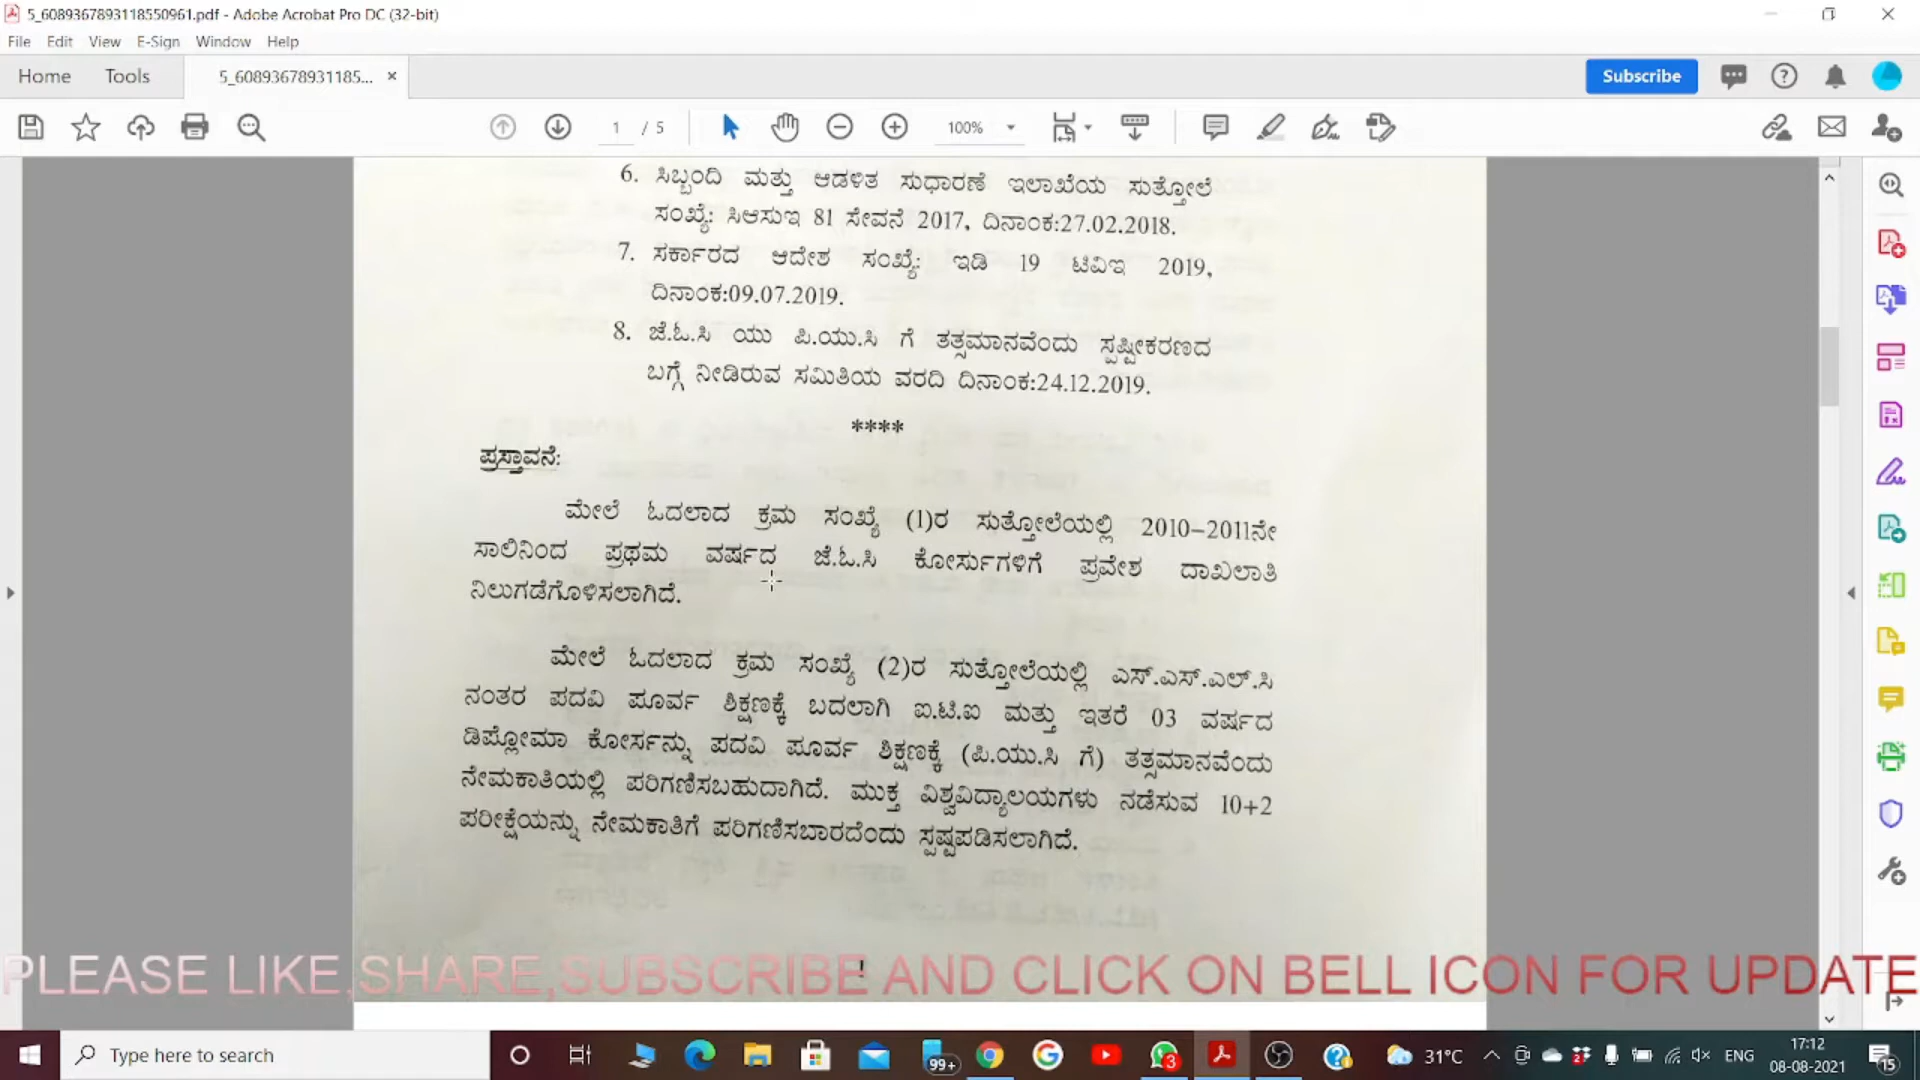 5_6089367893118550961.pdf - Adobe Acrobat Pro DC (32-bit)
File Edit View E-Sign Window Help
Home Tools 5_60893678931185... × Subscribe
1 / 5 100%
6. ಸಿಬ್ಬಂದಿ ಮತ್ತು ಆಡಳಿತ ಸುಧಾರಣೆ ಇಲಾಖೆಯ ಸುತ್ತೋಲೆ
ಸಂಖ್ಯೆ: ಸಿಆಸುಇ 81 ಸೇವನೆ 2017, ದಿನಾಂಕ:27.02.2018.
7. ಸರ್ಕಾರದ ಆದೇಶ ಸಂಖ್ಯೆ: ಇಡಿ 19 ಟಿವಿಇ 2019,
ದಿನಾಂಕ:09.07.2019.
8. ಜೆ.ಓ.ಸಿ ಯು ಪಿ.ಯು.ಸಿ ಗೆ ತತ್ಸಮಾನವೆಂದು ಸ್ಪಷ್ಟೀಕರಣದ
ಬಗ್ಗೆ ನೀಡಿರುವ ಸಮಿತಿಯ ವರದಿ ದಿನಾಂಕ:24.12.2019.
****
ಪ್ರಸ್ತಾವನೆ:
ಮೇಲೆ ಓದಲಾದ ಕ್ರಮ ಸಂಖ್ಯೆ (1)ರ ಸುತ್ತೋಲೆಯಲ್ಲಿ 2010-2011ನೇ
ಸಾಲಿನಿಂದ ಪ್ರಥಮ ವರ್ಷದ ಜೆ.ಓ.ಸಿ ಕೋರ್ಸುಗಳಿಗೆ ಪ್ರವೇಶ ದಾಖಲಾತಿ
ನಿಲುಗಡೆಗೊಳಿಸಲಾಗಿದೆ.
ಮೇಲೆ ಓದಲಾದ ಕ್ರಮ ಸಂಖ್ಯೆ (2)ರ ಸುತ್ತೋಲೆಯಲ್ಲಿ ಎಸ್.ಎಸ್.ಎಲ್.ಸಿ
ನಂತರ ಪದವಿ ಪೂರ್ವ ಶಿಕ್ಷಣಕ್ಕೆ ಬದಲಾಗಿ ಐ.ಟಿ.ಐ ಮತ್ತು ಇತರೆ 03 ವರ್ಷದ
ಡಿಪ್ಲೋಮಾ ಕೋರ್ಸನ್ನು ಪದವಿ ಪೂರ್ವ ಶಿಕ್ಷಣಕ್ಕೆ (ಪಿ.ಯು.ಸಿ ಗೆ) ತತ್ಸಮಾನವೆಂದು
ನೇಮಕಾತಿಯಲ್ಲಿ ಪರಿಗಣಿಸಬಹುದಾಗಿದೆ. ಮುಕ್ತ ವಿಶ್ವವಿದ್ಯಾಲಯಗಳು ನಡೆಸುವ 10+2
ಪರೀಕ್ಷೆಯನ್ನು ನೇಮಕಾತಿಗೆ ಪರಿಗಣಿಸಬಾರದೆಂದು ಸ್ಪಷ್ಟಪಡಿಸಲಾಗಿದೆ.
PLEASE LIKE,SHARE,SUBSCRIBE AND CLICK ON BELL ICON FOR UPDATE
Type here to search 99+ 3 31°C ENG 17:12
08-08-2021 15